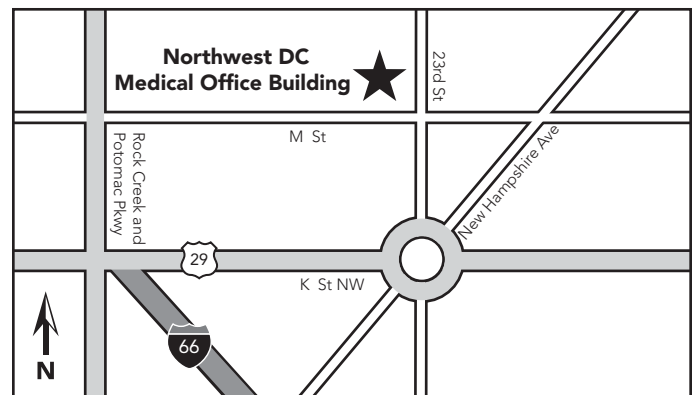 Northwest DC
Medical Office Building
23rd St
M St
Rock Creek and
Potomac Pkwy
New Hampshire Ave
29
K St NW
66
N